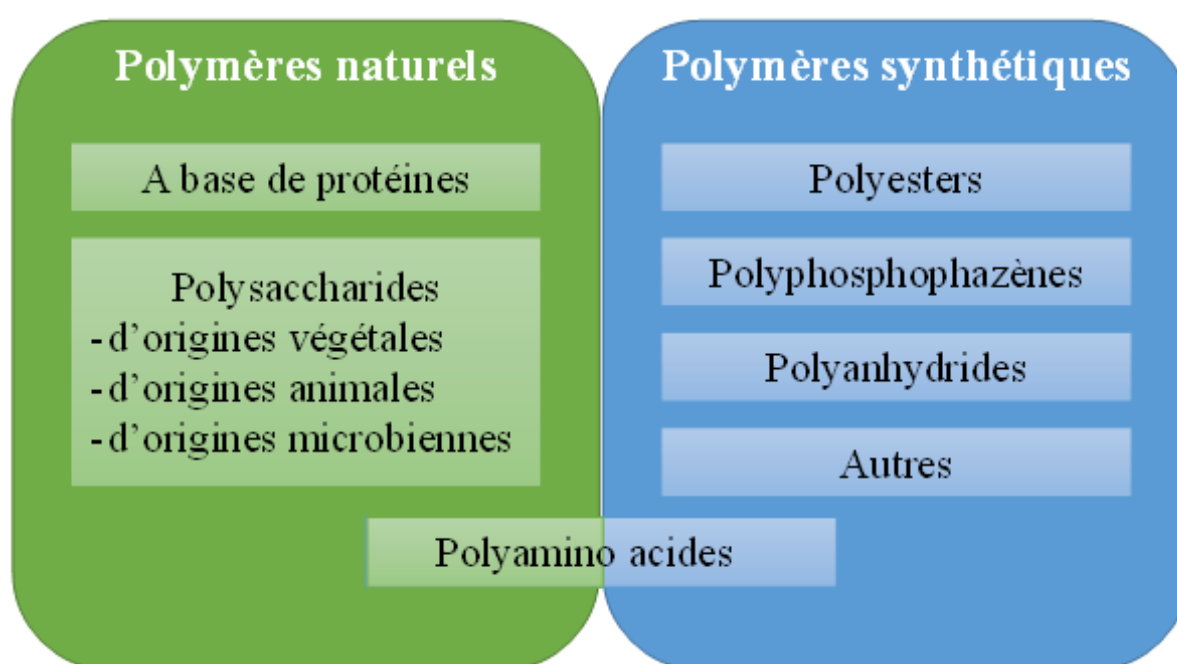 Polymères naturels
A base de protéines
Polysaccharides
-d’origines végétales
-d’origines animales
-d’origines microbiennes
Polymères synthétiques
Polyesters
Polyphosphophazènes
Polyanhydrides
Autres
Polyamino acides